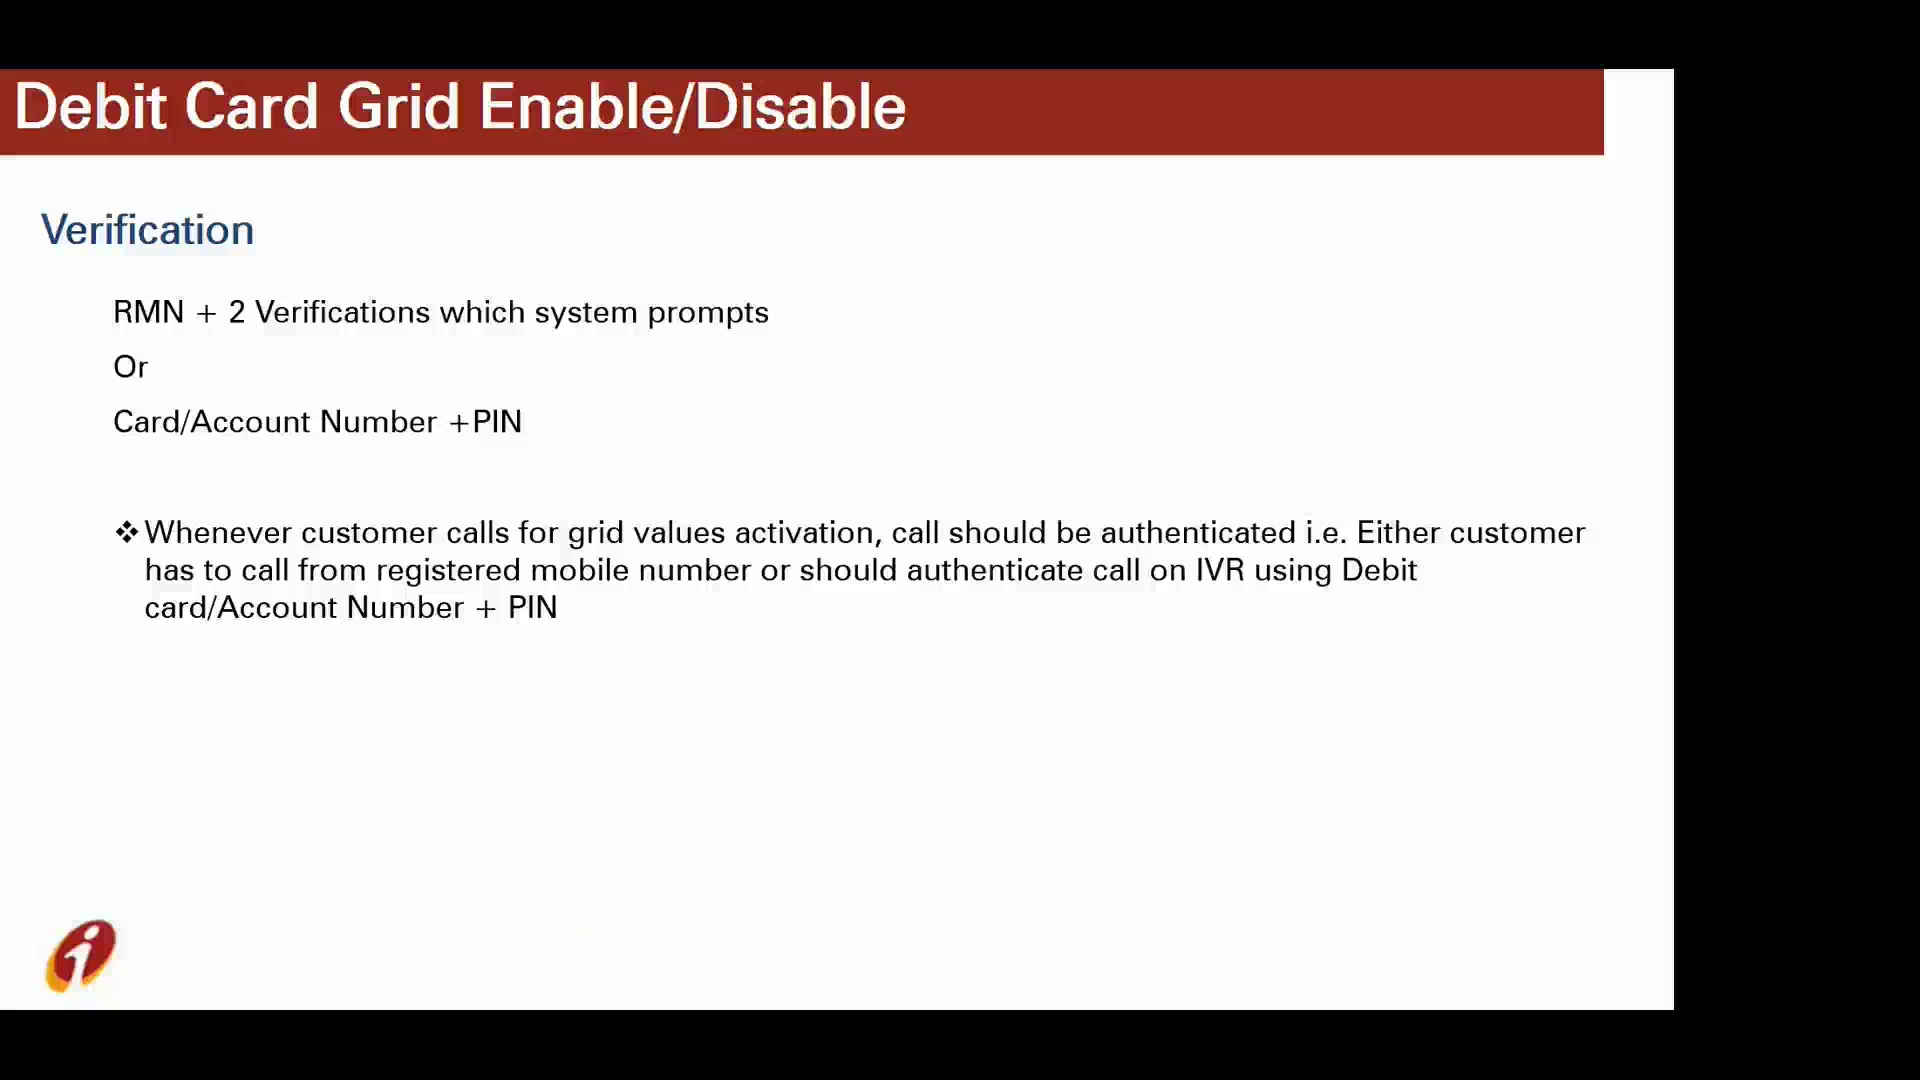 Debit Card Grid Enable/Disable
Verification
RMN + 2 Verifications which system prompts
Or
Card/Account Number +PIN
❖Whenever customer calls for grid values activation, call should be authenticated i.e. Either customer
has to call from registered mobile number or should authenticate call on IVR using Debit
card/Account Number + PIN